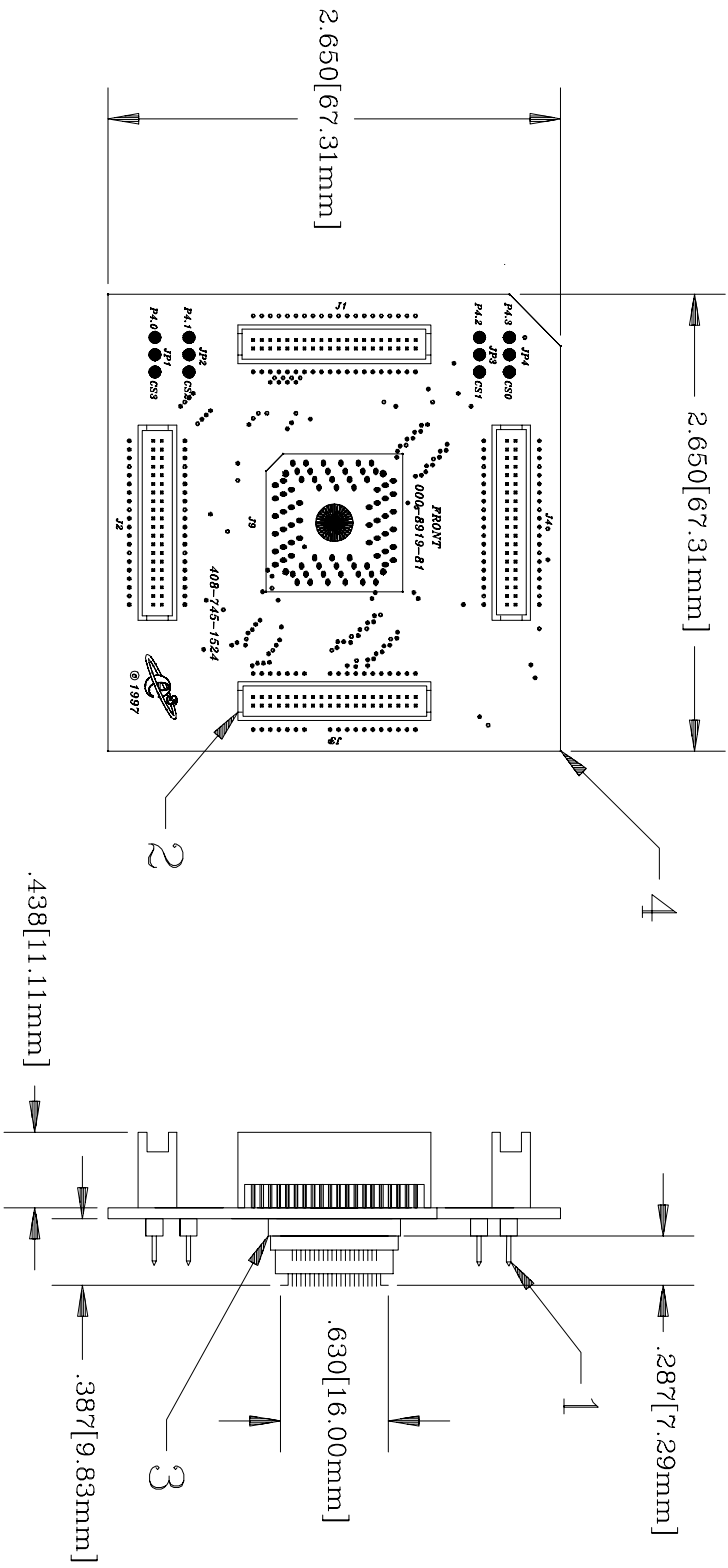 2.650[67.31mm]
2.650[67.31mm]
P4.3
JP4
CS0
P4.2
JP3
CS1
J1
J4
FRONT
000-8919-81
J9
P4.1
JP2
P4.0
JP1
CS3
J2
J3
408-745-1524
© 1997
4
2
.287[7.29mm]
1
.630[16.00mm]
3
.438[11.11mm]
.387[9.83mm]